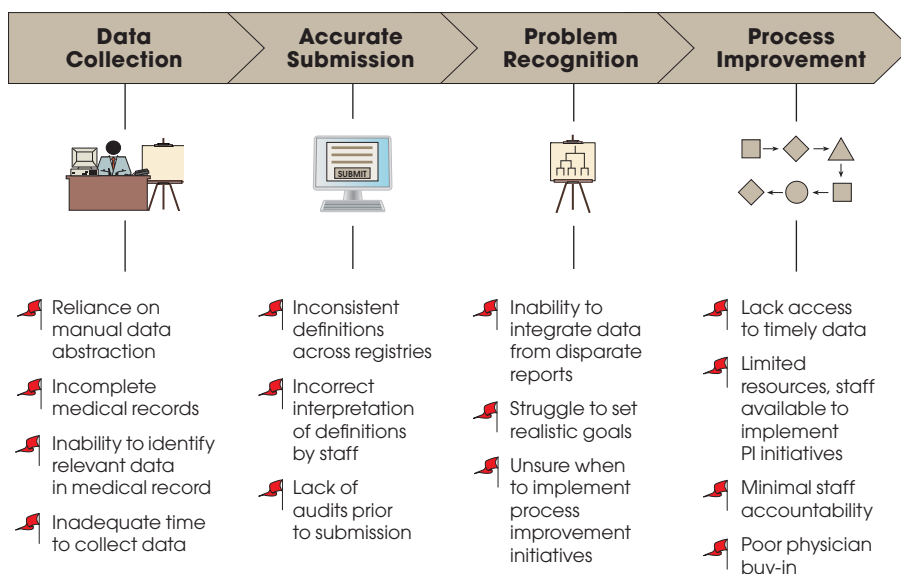 Data
Collection
Accurate
Submission
Problem
Recognition
Process
Improvement
SUBMIT
Reliance on
manual data
abstraction
Incomplete
medical records
Inability to identify
relevant data
in medical record
Inadequate time
to collect data
Inconsistent
definitions
across registries
Incorrect
interpretation
of definitions
by staff
Lack of
audits prior
to submission
Inability to
integrate data
from disparate
reports
Struggle to set
realistic goals
Unsure when
to implement
process
improvement
initiatives
Lack access
to timely data
Limited
resources, staff
available to
implement
PI initiatives
Minimal staff
accountability
Poor physician
buy-in